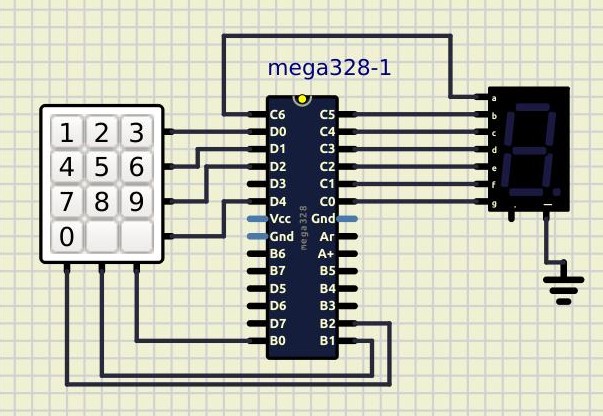 mega328-1
1 2 3
4 5 6
7 8 9
0
C6 C5
D0 C4
D1 C3
D2 C2
D3 C1
D4 C0
Vcc Gnd
Gnd Ar
B6 A+
B7 B5
D5 B4
D6 B3
D7 B2
B0 B1
mega328
a
b
c
d
e
f
g